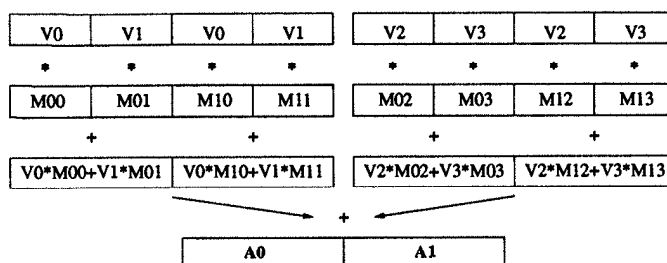 V0 V1 V0 V1 V2 V3 V2 V3
* * * * * * * *
M00 M01 M10 M11 M02 M03 M12 M13
+ + + +
V0*M00+V1*M01 V0*M10+V1*M11 V2*M02+V3*M03 V2*M12+V3*M13
+
A0 A1